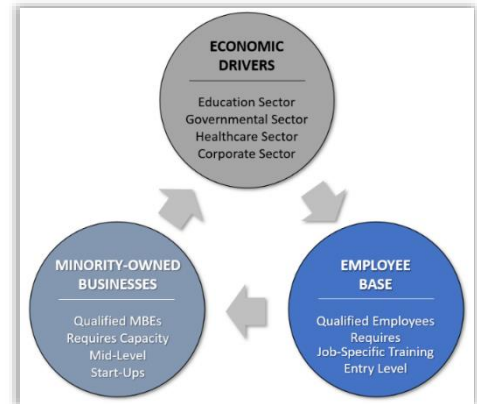 ECONOMIC
DRIVERS
Education Sector
Governmental Sector
Healthcare Sector
Corporate Sector
MINORITY-OWNED
BUSINESSES
Qualified MBEs
Requires Capacity
Mid-Level
Start-Ups
EMPLOYEE
BASE
Qualified Employees
Requires
Job-Specific Training
Entry Level